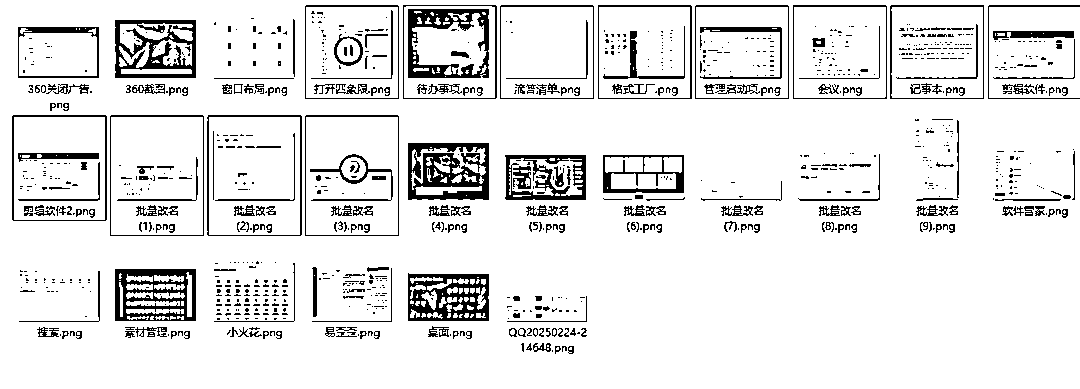 360关闭广告.png
360截图.png
窗口布局.png
打开四象限.png
待办事项.png
流管清单.png
格式工厂.png
管理启动项.png
会议.png
记事本.png
剪辑软件.png
剪辑软件2.png
批量改名
(1).png
批量改名
(2).png
批量改名
(3).png
批量改名
(4).png
批量改名
(5).png
批量改名
(6).png
批量改名
(7).png
批量改名
(8).png
批量改名
(9).png
软件管家.png
搜索.png
素材管理.png
小火花.png
易歪歪.png
桌面.png
QQ20250224-2
14648.png